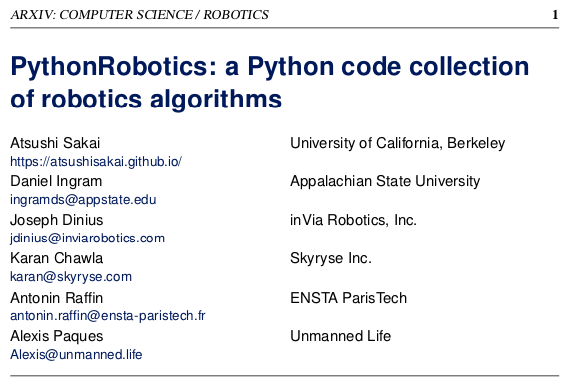 ARXIV: COMPUTER SCIENCE / ROBOTICS 1
PythonRobotics: a Python code collection
of robotics algorithms
Atsushi Sakai University of California, Berkeley
https://atsushisakai.github.io/
Daniel Ingram Appalachian State University
ingramds@appstate.edu
Joseph Dinius inVia Robotics, Inc.
jdinius@inviarobotics.com
Karan Chawla Skyryse Inc.
karan@skyryse.com
Antonin Raffin ENSTA ParisTech
antonin.raffin@ensta-paristech.fr
Alexis Paques Unmanned Life
Alexis@unmanned.life